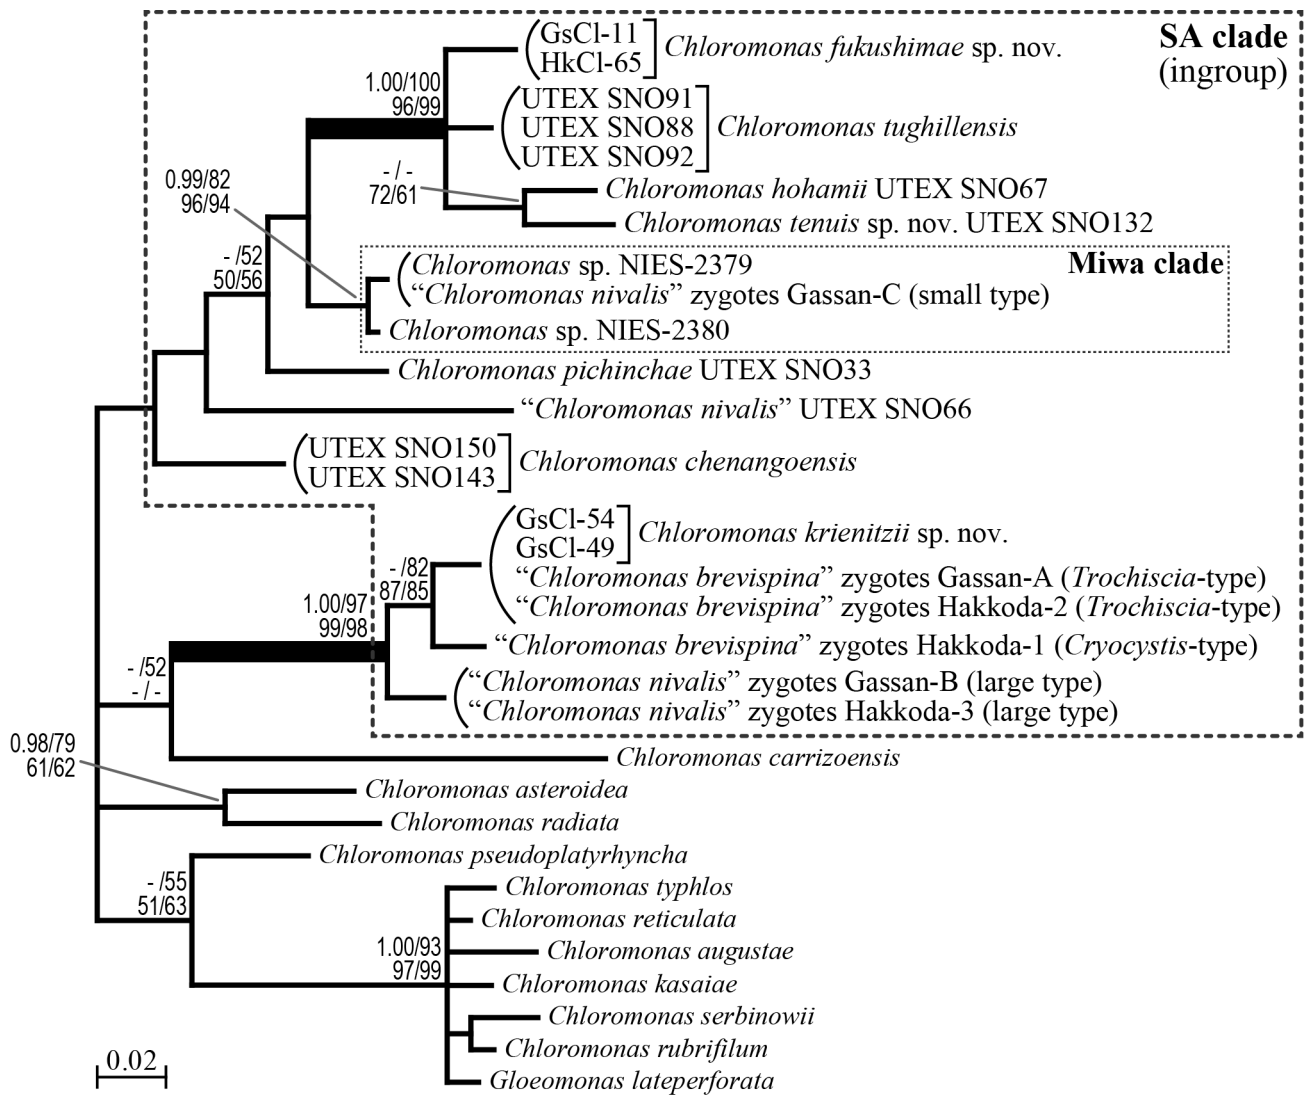 SA clade
(ingroup)
GsCl-11
HkCl-65
Chloromonas fukushimae sp. nov.
1.00/100
96/99
UTEX SNO91
UTEX SNO88
UTEX SNO92
Chloromonas tughillensis
- / -
72/61
Chloromonas hohamii UTEX SNO67
Chloromonas tenuis sp. nov. UTEX SNO132
0.99/82
96/94
Miwa clade
Chloromonas sp. NIES-2379
“Chloromonas nivalis” zygotes Gassan-C (small type)
Chloromonas sp. NIES-2380
- /52
50/56
Chloromonas pichinchae UTEX SNO33
“Chloromonas nivalis” UTEX SNO66
UTEX SNO150
UTEX SNO143
Chloromonas chenangoensis
GsCl-54
GsCl-49
Chloromonas krienitzii sp. nov.
- /82
87/85
“Chloromonas brevispina” zygotes Gassan-A (Trochiscia-type)
“Chloromonas brevispina” zygotes Hakkoda-2 (Trochiscia-type)
1.00/97
99/98
“Chloromonas brevispina” zygotes Hakkoda-1 (Cryocystis-type)
“Chloromonas nivalis” zygotes Gassan-B (large type)
“Chloromonas nivalis” zygotes Hakkoda-3 (large type)
- /52
- / -
Chloromonas carrizoensis
0.98/79
61/62
Chloromonas asteroidea
Chloromonas radiata
Chloromonas pseudoplatyrhyncha
- /55
51/63
Chloromonas typhlos
Chloromonas reticulata
1.00/93
97/99
Chloromonas augustae
Chloromonas kasaiae
Chloromonas serbinowii
Chloromonas rubrifilum
Gloeomonas lateperforata
0.02